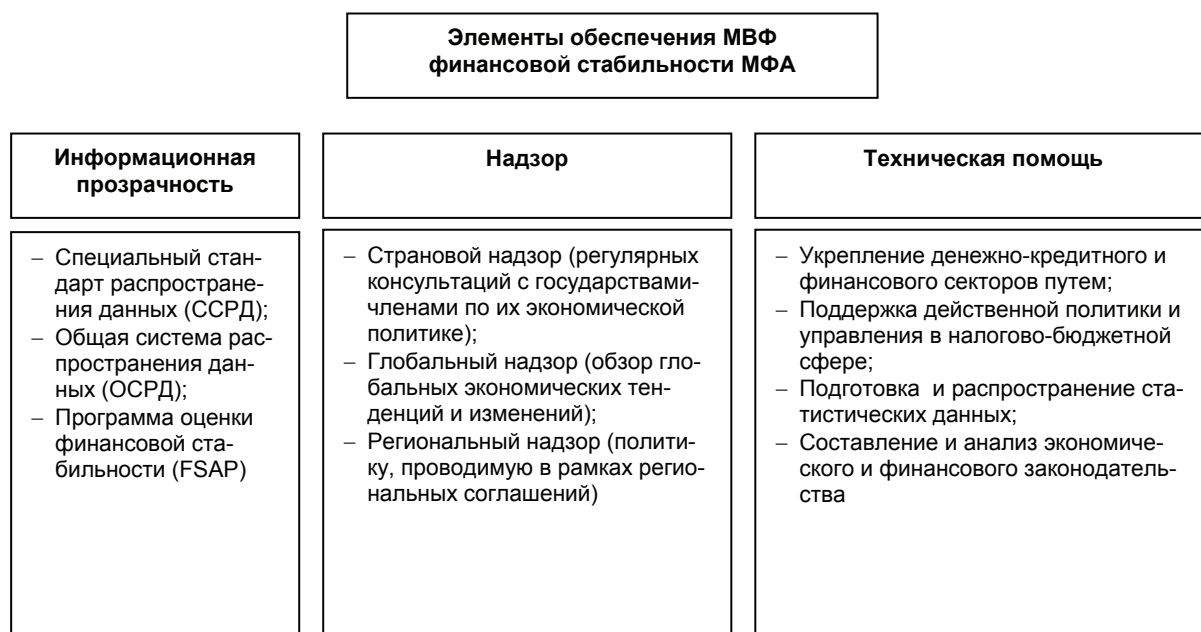 Элементы обеспечения МВФ
финансовой стабильности МФА
Информационная
прозрачность
− Специальный стан-
дарт распростране-
ния данных (ССРД);
− Общая система рас-
пространения дан-
ных (ОСРД);
− Программа оценки
финансовой ста-
бильности (FSAP)
Надзор
− Страновой надзор (регулярных
консультаций с государствами-
членами по их экономической
политике);
− Глобальный надзор (обзор гло-
бальных экономических тен-
денций и изменений);
− Региональный надзор (полити-
ку, проводимую в рамках регио-
нальных соглашений)
Техническая помощь
− Укрепление денежно-кредитного и
финансового секторов путем;
− Поддержка действенной политики и
управления в налогово-бюджетной
сфере;
− Подготовка и распространение ста-
тистических данных;
− Составление и анализ экономиче-
ского и финансового законодатель-
ства